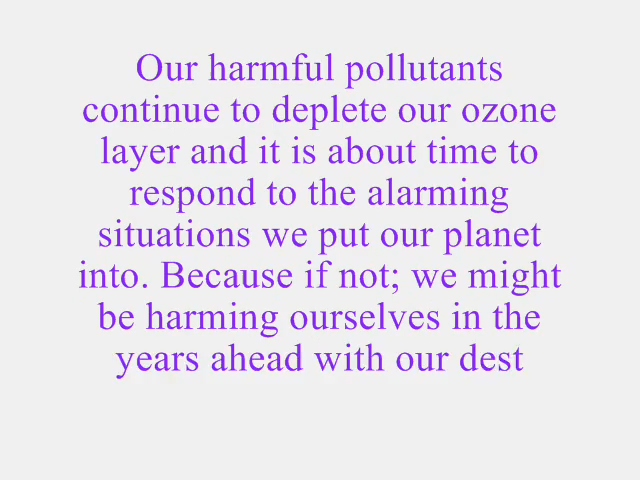 Our harmful pollutants
continue to deplete our ozone
layer and it is about time to
respond to the alarming
situations we put our planet
into. Because if not; we might
be harming ourselves in the
years ahead with our dest